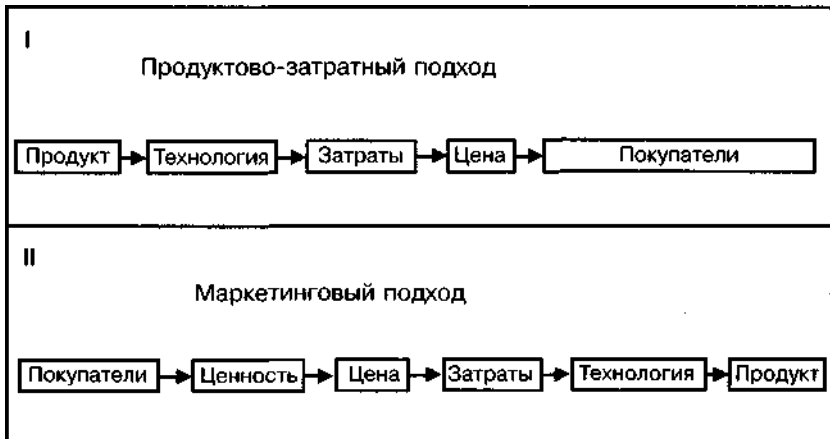 I
Продуктово-затратный подход
Продукт Технология Затраты Цена Покупатели
II
Маркетинговый подход
Покупатели Ценность Цена Затраты Технология Продукт